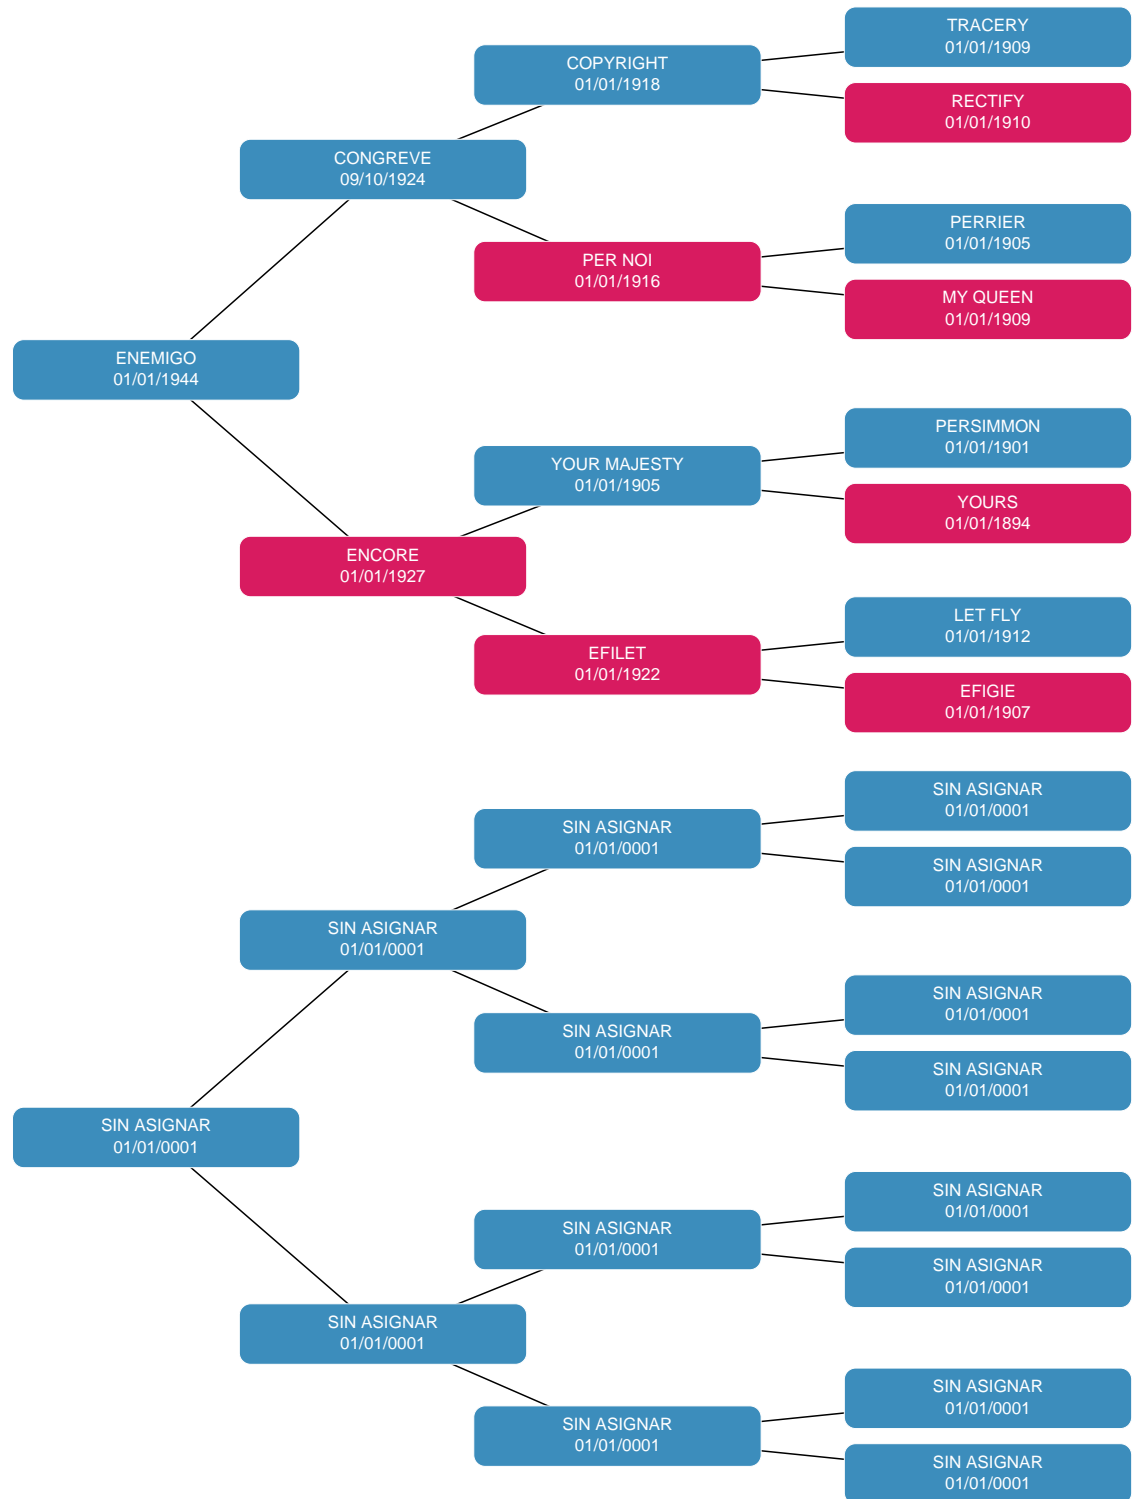 TRACERY
01/01/1909
COPYRIGHT
01/01/1918
RECTIFY
01/01/1910
CONGREVE
09/10/1924
PERRIER
01/01/1905
PER NOI
01/01/1916
MY QUEEN
01/01/1909
ENEMIGO
01/01/1944
PERSIMMON
01/01/1901
YOUR MAJESTY
01/01/1905
YOURS
01/01/1894
ENCORE
01/01/1927
LET FLY
01/01/1912
EFILET
01/01/1922
EFIGIE
01/01/1907
SIN ASIGNAR
01/01/0001
SIN ASIGNAR
01/01/0001
SIN ASIGNAR
01/01/0001
SIN ASIGNAR
01/01/0001
SIN ASIGNAR
01/01/0001
SIN ASIGNAR
01/01/0001
SIN ASIGNAR
01/01/0001
SIN ASIGNAR
01/01/0001
SIN ASIGNAR
01/01/0001
SIN ASIGNAR
01/01/0001
SIN ASIGNAR
01/01/0001
SIN ASIGNAR
01/01/0001
SIN ASIGNAR
01/01/0001
SIN ASIGNAR
01/01/0001
SIN ASIGNAR
01/01/0001